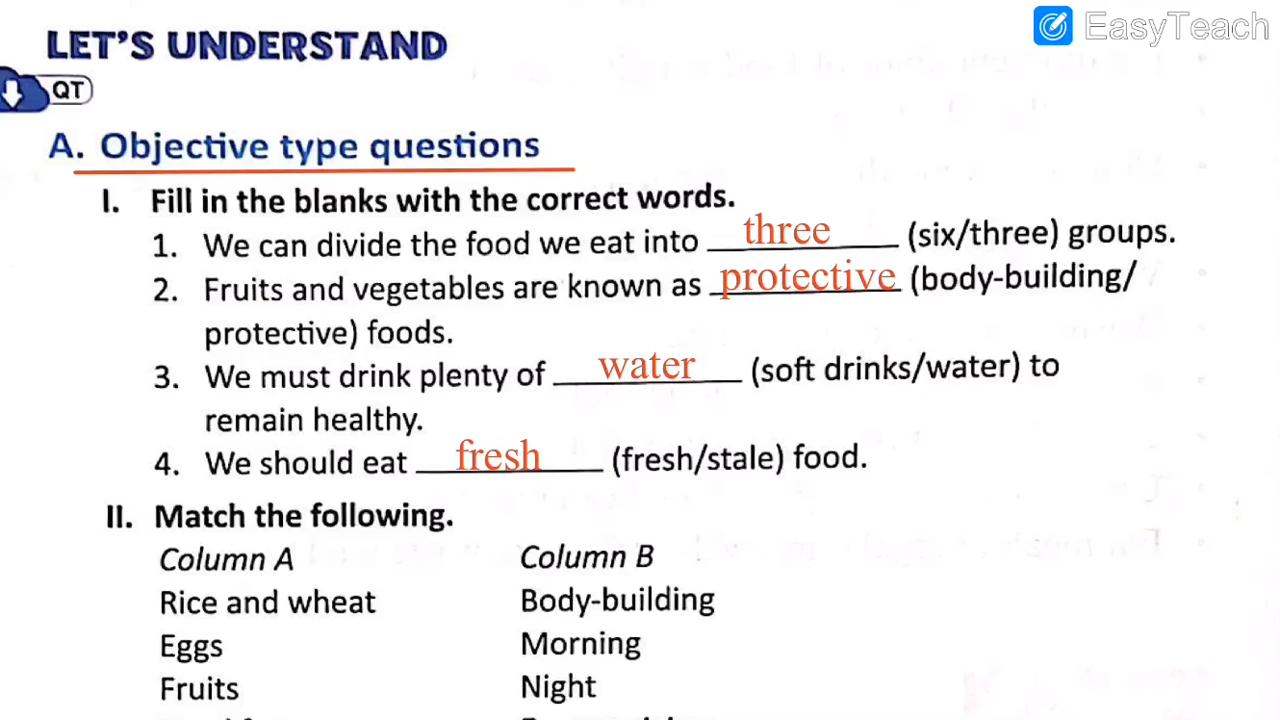 EasyTeach
LET'S UNDERSTAND
QT
A. Objective type questions
I. Fill in the blanks with the correct words.
1. We can divide the food we eat into three (six/three) groups.
2. Fruits and vegetables are known as protective (body-building/
protective) foods.
3. We must drink plenty of water (soft drinks/water) to
remain healthy.
4. We should eat fresh (fresh/stale) food.
II. Match the following.
Column A Column B
Rice and wheat Body-building
Eggs Morning
Fruits Night